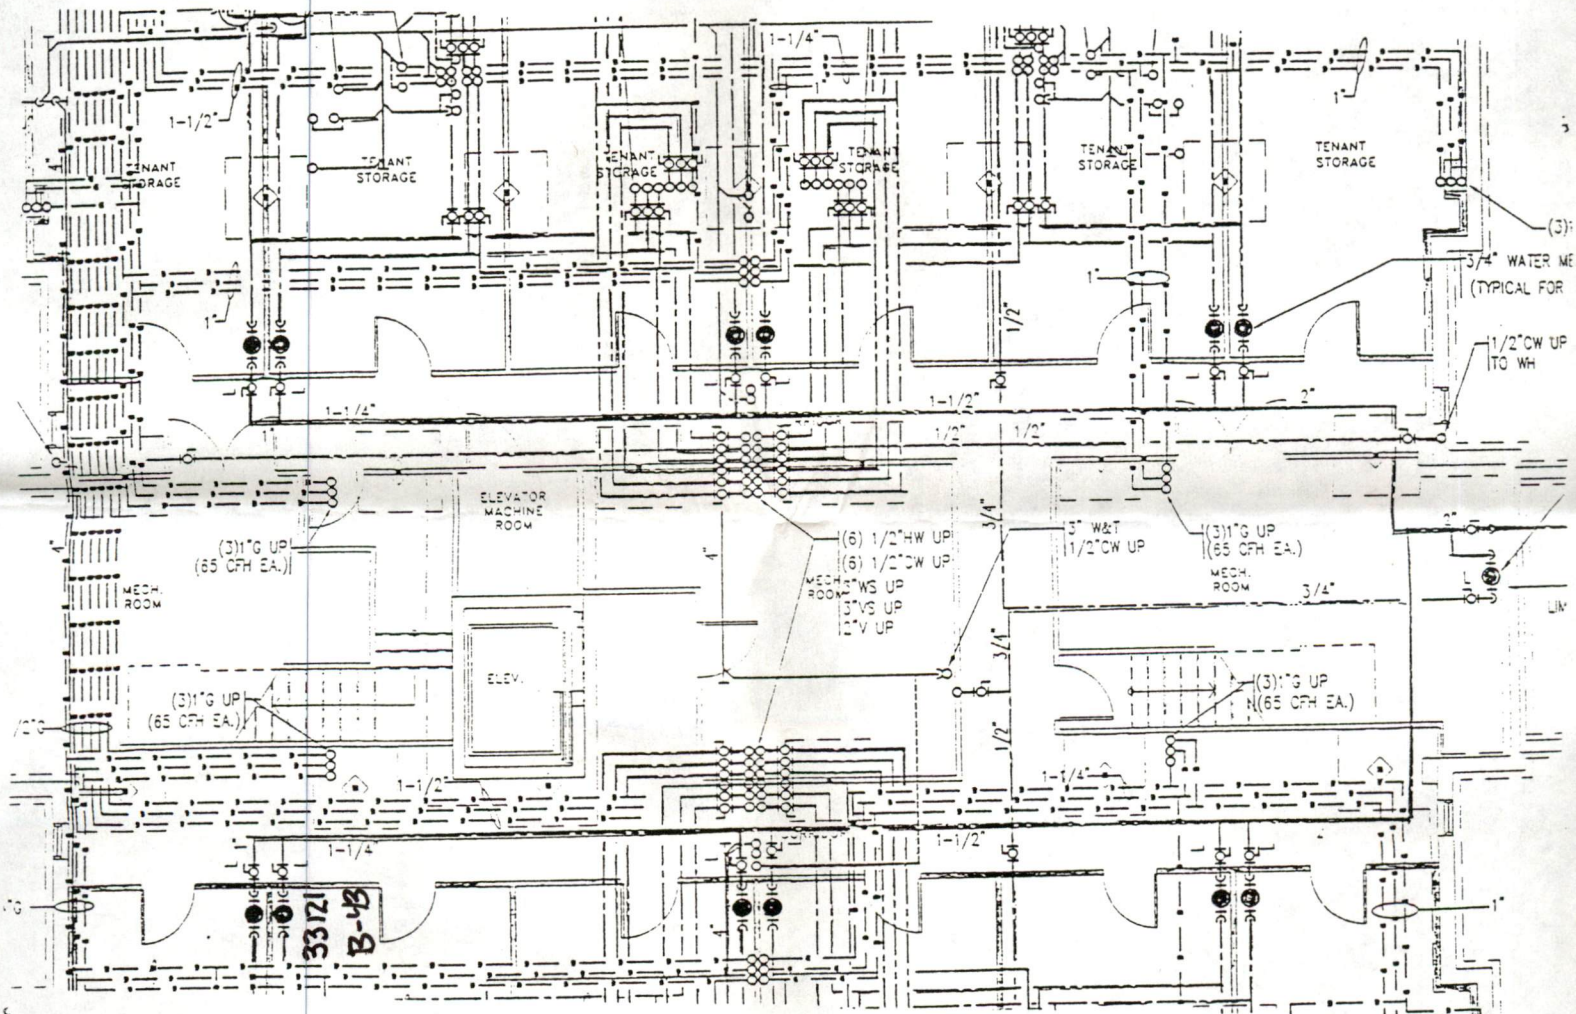 1-1/4"
1"
1"
1-1/2"
4"
TENANT
STORAGE
TENANT
STORAGE
TENANT
STORAGE
TENANT
STORAGE
TENANT
STORAGE
TENANT
STORAGE
(3)1
3/4" WATER ME
(TYPICAL FOR
1"
1"
1/2"
1/2"CW UP
TO WH
1-1/4"
1-1/2"
2"
1/2"
1/2"
ELEVATOR
MACHINE
ROOM
(3)1"G UP
(65 CFH EA.)
4"
MECH.
ROOM
4"
(6) 1/2"HW UP
(6) 1/2"CW UP
3"WS UP
3"VS UP
2"V UP
MECH.
ROOM
3/4"
3" W&T
1/2"CW UP
(3)1"G UP
(65 CFH EA.)
MECH.
ROOM
2"
3/4"
LIM
3/4"
ELEV.
(3)1"G UP
(65 CFH EA.)
(3)1"G UP
(65 CFH EA.)
/2"G
1/2"
1-1/2
1-1/4"
1-1/4"
1-1/2"
"G
1"
33121
B-43